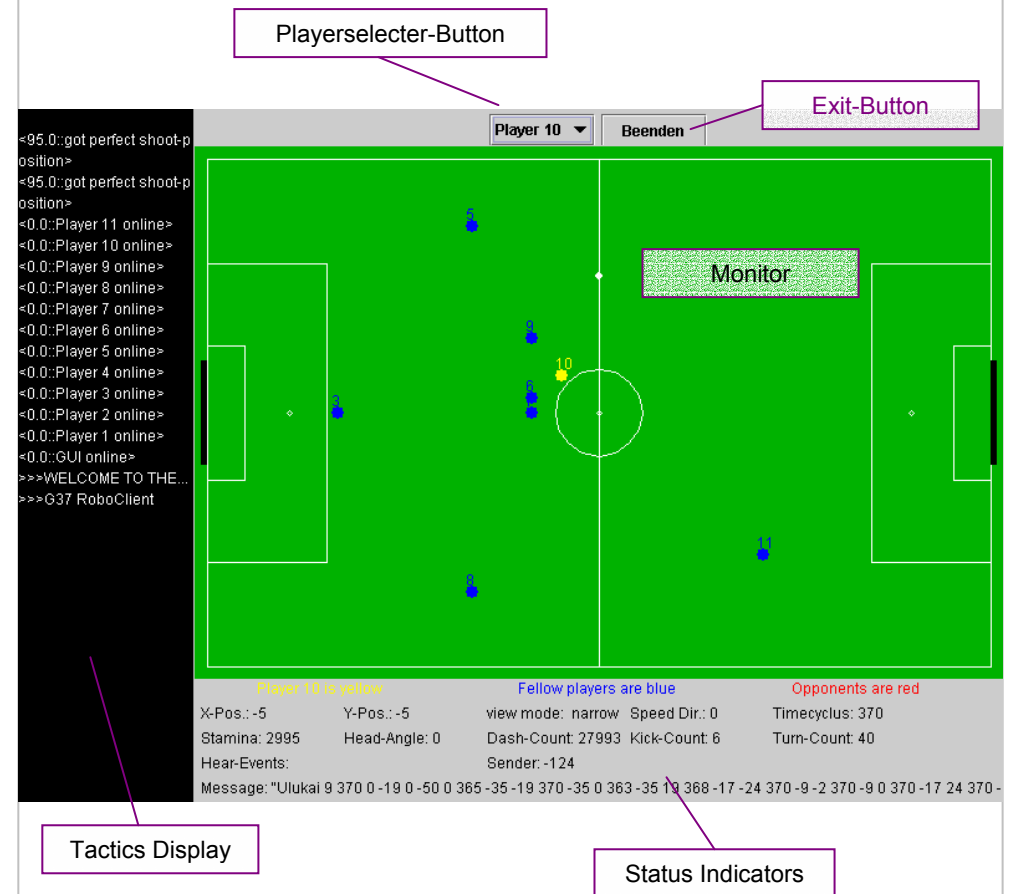 Playerselecter-Button
Exit-Button
Player 10
Beenden
<95.0::got perfect shoot-p
osition>
<95.0::got perfect shoot-p
osition>
<0.0::Player 11 online>
<0.0::Player 10 online>
<0.0::Player 9 online>
<0.0::Player 8 online>
<0.0::Player 7 online>
<0.0::Player 6 online>
<0.0::Player 5 online>
<0.0::Player 4 online>
<0.0::Player 3 online>
<0.0::Player 2 online>
<0.0::Player 1 online>
<0.0::GUI online>
>>>WELCOME TO THE...
>>>G37 RoboClient
5
Monitor
9
10
6
3
11
8
Player 10 is yellow
Fellow players are blue
Opponents are red
X-Pos.: -5 Y-Pos.: -5 view mode: narrow Speed Dir.: 0 Timecyclus: 370
Stamina: 2995 Head-Angle: 0 Dash-Count: 27993 Kick-Count: 6 Turn-Count: 40
Hear-Events: Sender: -124
Message: "Ulukai 9 370 0 -19 0 -50 0 365 -35 -19 370 -35 0 363 -35 19 368 -17 -24 370 -9 -2 370 -9 0 370 -17 24 370 -
Tactics Display
Status Indicators